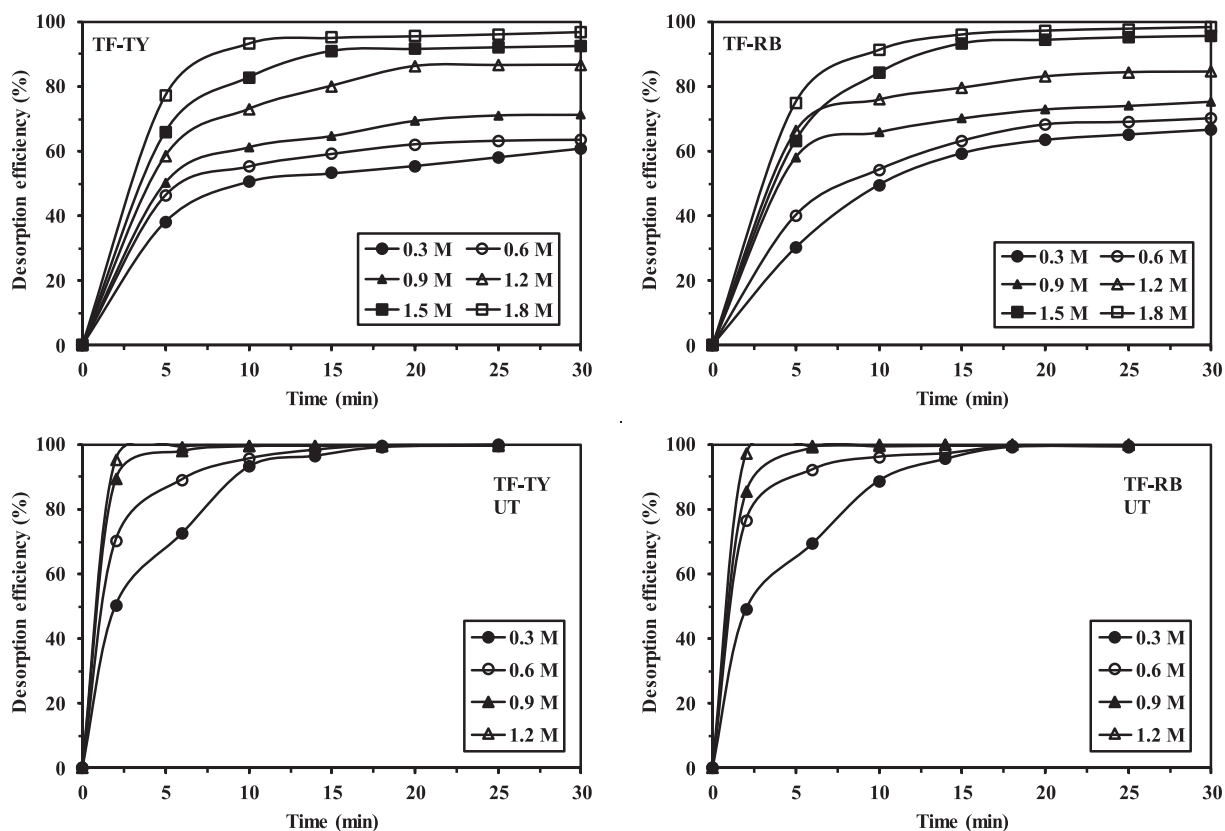 TF-TY
Desorption efficiency (%)
100
80
60
40
20
0
0.3 M 0.6 M
0.9 M 1.2 M
1.5 M 1.8 M
0 5 10 15 20 25 30
Time (min)
TF-RB
Desorption efficiency (%)
100
80
60
40
20
0
0.3 M 0.6 M
0.9 M 1.2 M
1.5 M 1.8 M
0 5 10 15 20 25 30
Time (min)
TF-TY
UT
Desorption efficiency (%)
100
80
60
40
20
0
0.3 M
0.6 M
0.9 M
1.2 M
0 5 10 15 20 25 30
Time (min)
TF-RB
UT
Desorption efficiency (%)
100
80
60
40
20
0
0.3 M
0.6 M
0.9 M
1.2 M
0 5 10 15 20 25 30
Time (min)